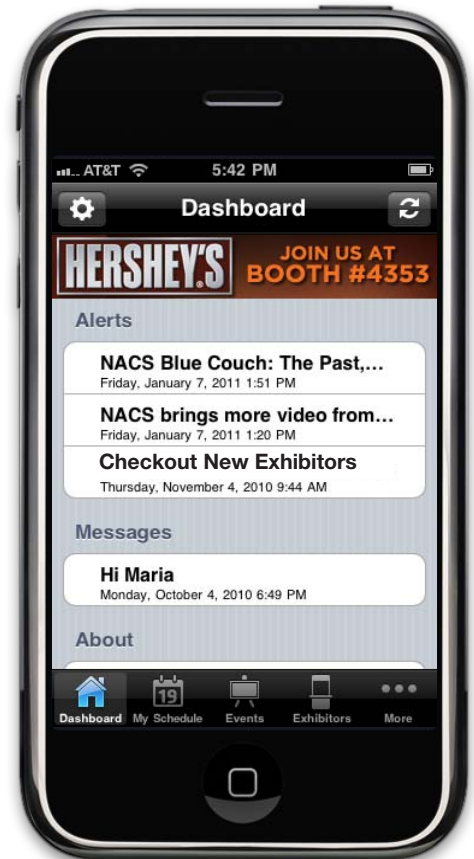 AT&T 5:42 PM
Dashboard
HERSHEY'S JOIN US AT
BOOTH #4353
Alerts
NACS Blue Couch: The Past,...
Friday, January 7, 2011 1:51 PM
NACS brings more video from...
Friday, January 7, 2011 1:20 PM
Checkout New Exhibitors
Thursday, November 4, 2010 9:44 AM
Messages
Hi Maria
Monday, October 4, 2010 6:49 PM
About
19
Dashboard My Schedule Events Exhibitors More